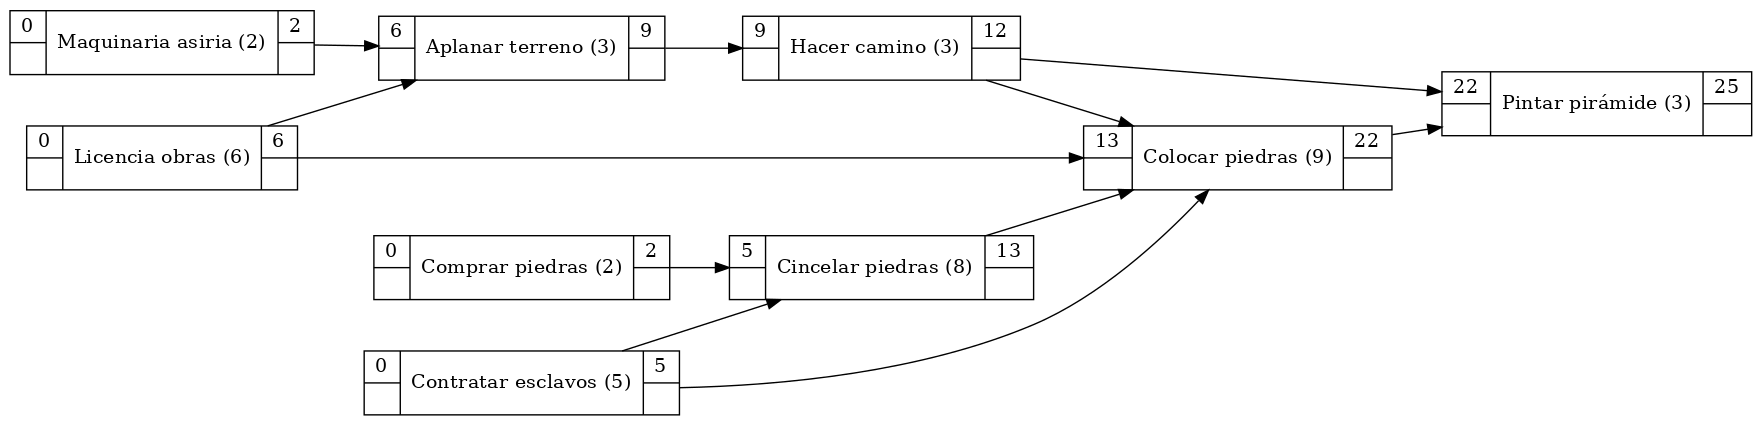 0 Maquinaria asiria (2) 2
6 Aplanar terreno (3) 9
9 Hacer camino (3) 12
22 Pintar pirámide (3) 25
0 Licencia obras (6) 6
13 Colocar piedras (9) 22
0 Comprar piedras (2) 2
5 Cincelar piedras (8) 13
0 Contratar esclavos (5) 5